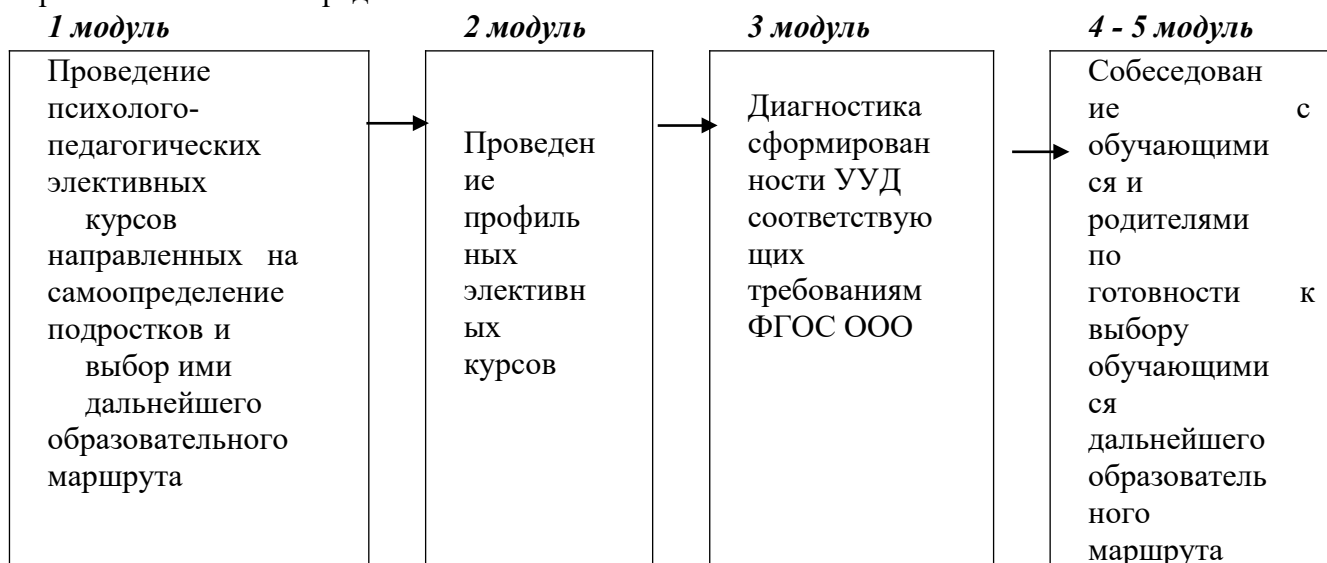 1 модуль
2 модуль
3 модуль
4 - 5 модуль
Проведение
психолого-
педагогических
элективных
курсов
направленных на
самоопределение
подростков и
выбор ими
дальнейшего
образовательного
маршрута
Проведен
ие
профиль
ных
элективн
ых
курсов
Диагностика
сформирован
ности УУД
соответствую
щих
требованиям
ФГОС ООО
Собеседован
ие с
обучающими
ся и
родителями
по
готовности к
выбору
обучающими
ся
дальнейшего
образователь
ного
маршрута